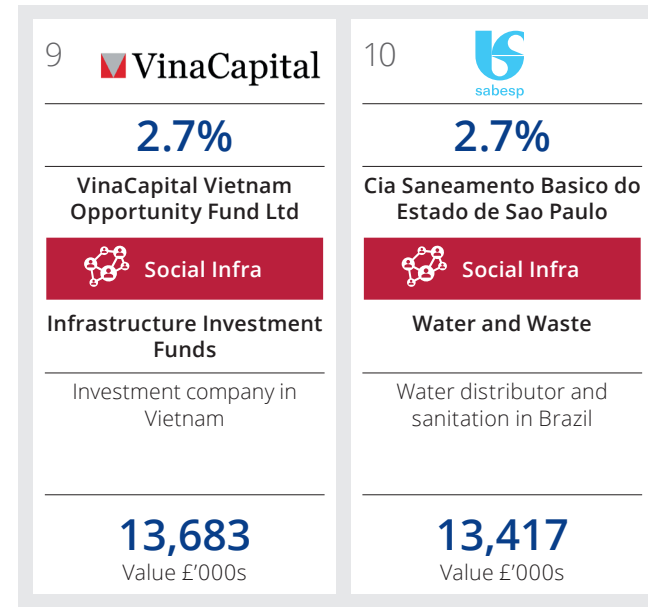 9
VinaCapital
2.7%
VinaCapital Vietnam
Opportunity Fund Ltd
Social Infra
Infrastructure Investment
Funds
Investment company in
Vietnam
13,683
Value £’000s
10
sabesp
2.7%
Cia Saneamento Basico do
Estado de Sao Paulo
Social Infra
Water and Waste
Water distributor and
sanitation in Brazil
13,417
Value £’000s